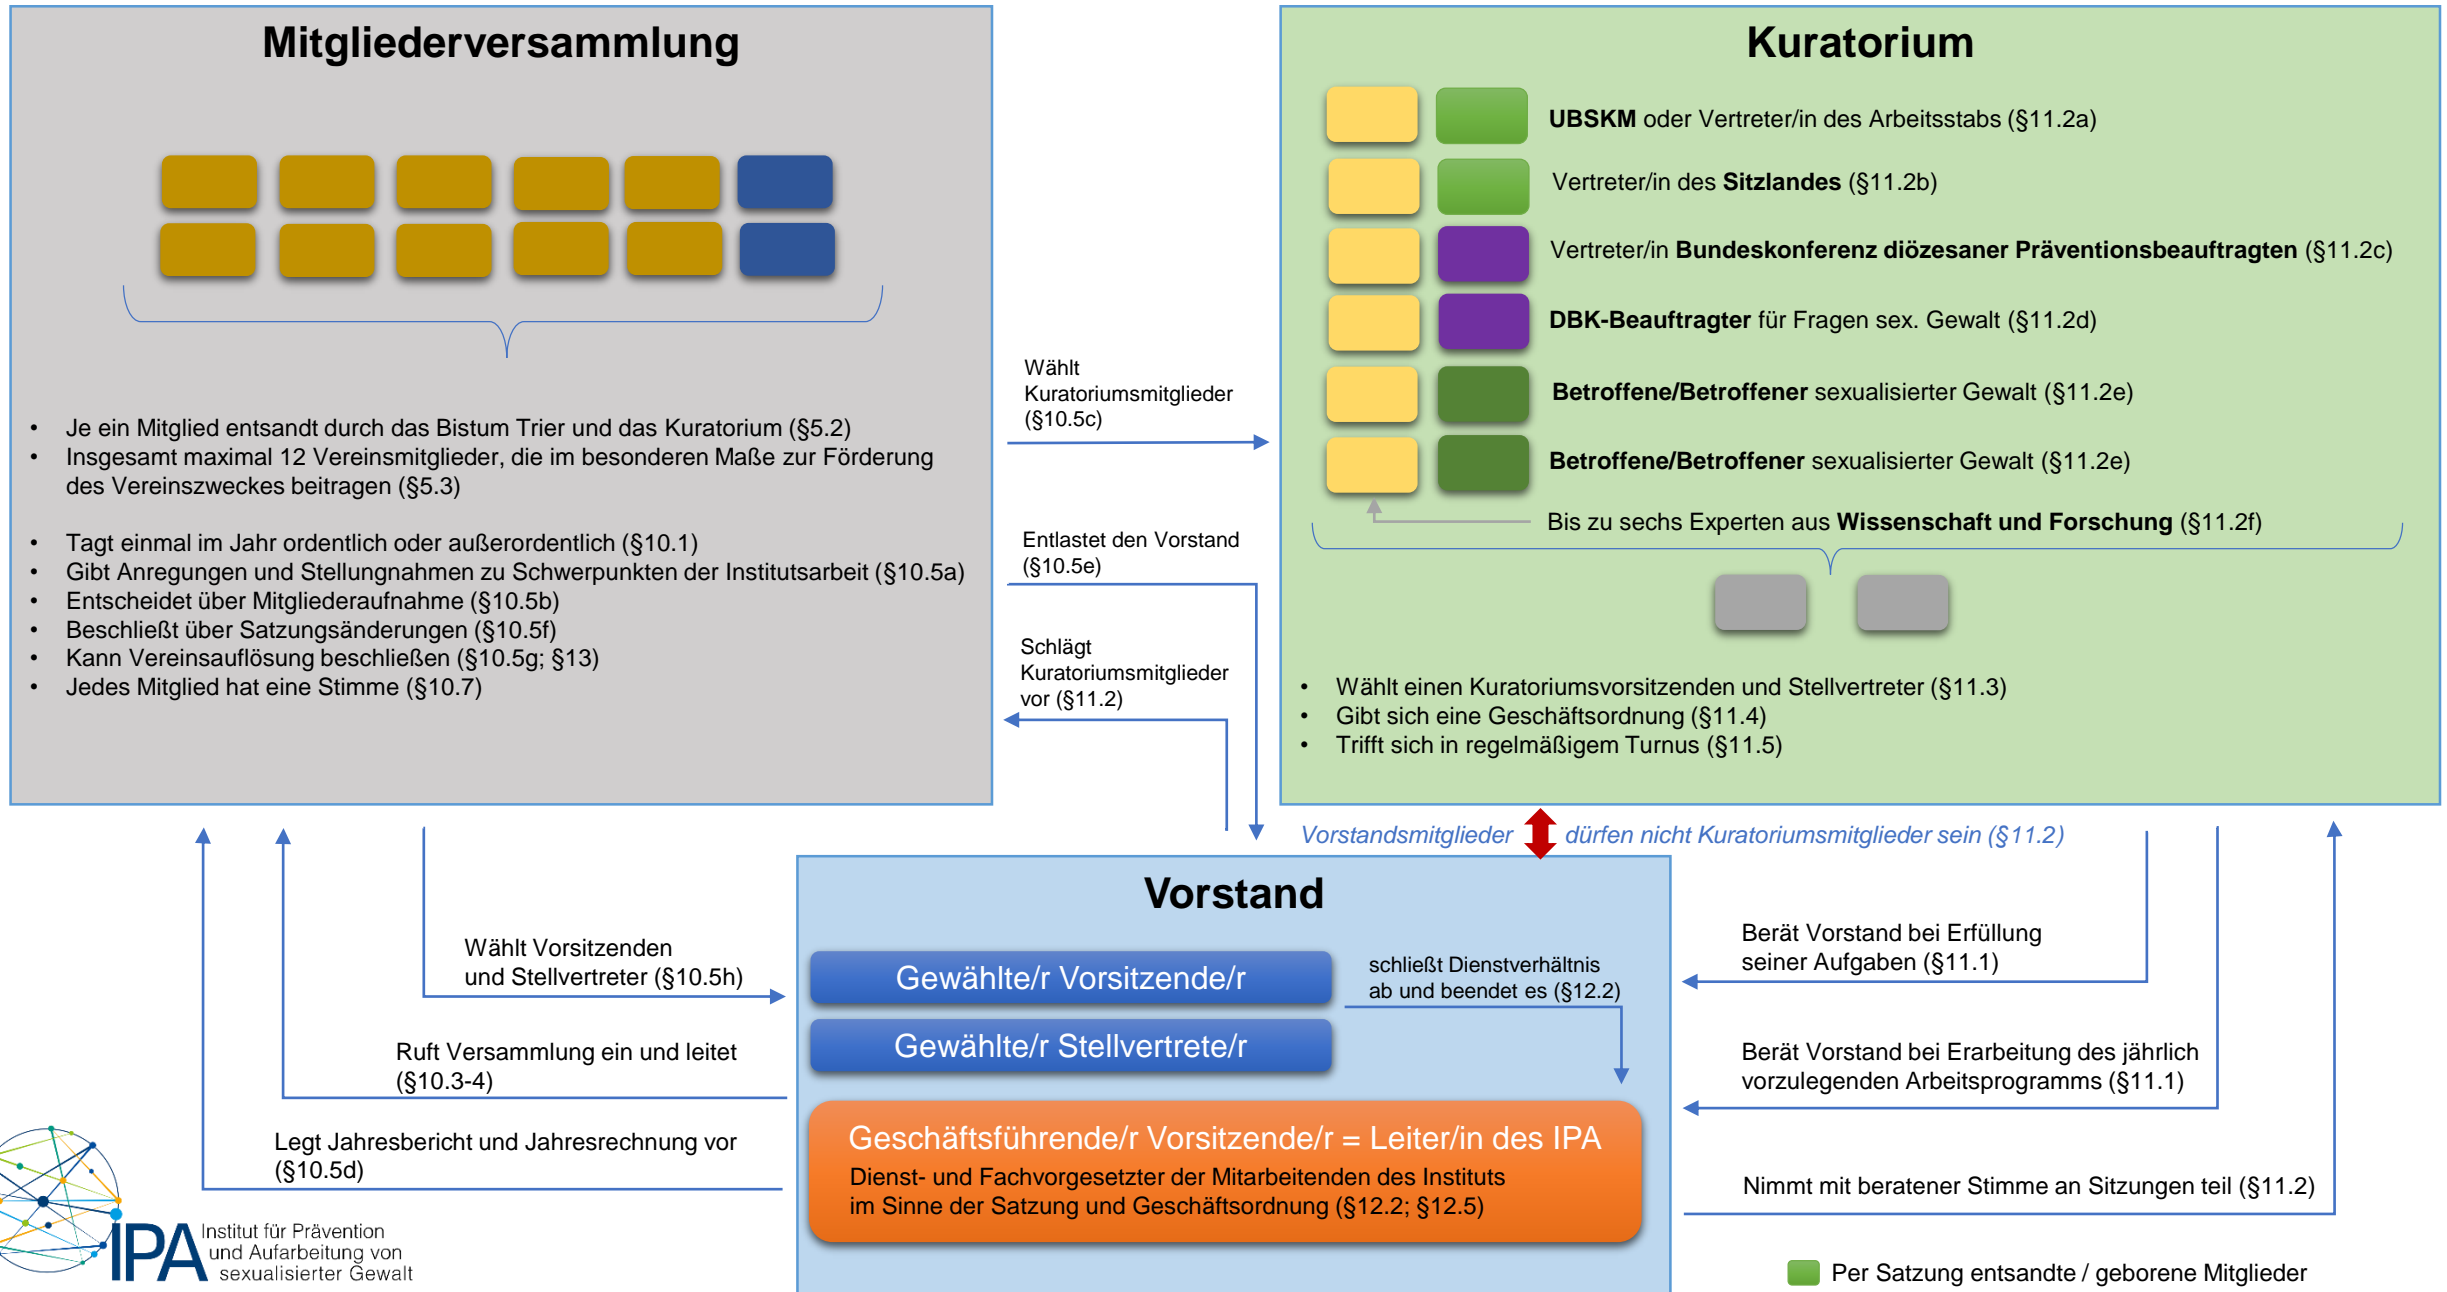 Mitgliederversammlung
• Je ein Mitglied entsandt durch das Bistum Trier und das Kuratorium (§5.2)
• Insgesamt maximal 12 Vereinsmitglieder, die im besonderen Maße zur Förderung
des Vereinszweckes beitragen (§5.3)
• Tagt einmal im Jahr ordentlich oder außerordentlich (§10.1)
• Gibt Anregungen und Stellungnahmen zu Schwerpunkten der Institutsarbeit (§10.5a)
• Entscheidet über Mitgliederaufnahme (§10.5b)
• Beschließt über Satzungsänderungen (§10.5f)
• Kann Vereinsauflösung beschließen (§10.5g; §13)
• Jedes Mitglied hat eine Stimme (§10.7)
Wählt
Kuratoriumsmitglieder
(§10.5c)
Entlastet den Vorstand
(§10.5e)
Schlägt
Kuratoriumsmitglieder
vor (§11.2)
Kuratorium
UBSKM oder Vertreter/in des Arbeitsstabs (§11.2a)
Vertreter/in des Sitzlandes (§11.2b)
Vertreter/in Bundeskonferenz diözesaner Präventionsbeauftragten (§11.2c)
DBK-Beauftragter für Fragen sex. Gewalt (§11.2d)
Betroffene/Betroffener sexualisierter Gewalt (§11.2e)
Betroffene/Betroffener sexualisierter Gewalt (§11.2e)
Bis zu sechs Experten aus Wissenschaft und Forschung (§11.2f)
• Wählt einen Kuratoriumsvorsitzenden und Stellvertreter (§11.3)
• Gibt sich eine Geschäftsordnung (§11.4)
• Trifft sich in regelmäßigem Turnus (§11.5)
Vorstandsmitglieder dürfen nicht Kuratoriumsmitglieder sein (§11.2)
Wählt Vorsitzenden
und Stellvertreter (§10.5h)
Ruft Versammlung ein und leitet
(§10.3-4)
Legt Jahresbericht und Jahresrechnung vor
(§10.5d)
Vorstand
Gewählte/r Vorsitzende/r
Gewählte/r Stellvertrete/r
schließt Dienstverhältnis
ab und beendet es (§12.2)
Geschäftsführende/r Vorsitzende/r = Leiter/in des IPA
Dienst- und Fachvorgesetzter der Mitarbeitenden des Instituts
im Sinne der Satzung und Geschäftsordnung (§12.2; §12.5)
Berät Vorstand bei Erfüllung
seiner Aufgaben (§11.1)
Berät Vorstand bei Erarbeitung des jährlich
vorzulegenden Arbeitsprogramms (§11.1)
Nimmt mit beratener Stimme an Sitzungen teil (§11.2)
IPA
Institut für Prävention
und Aufarbeitung von
sexualisierter Gewalt
Per Satzung entsandte / geborene Mitglieder